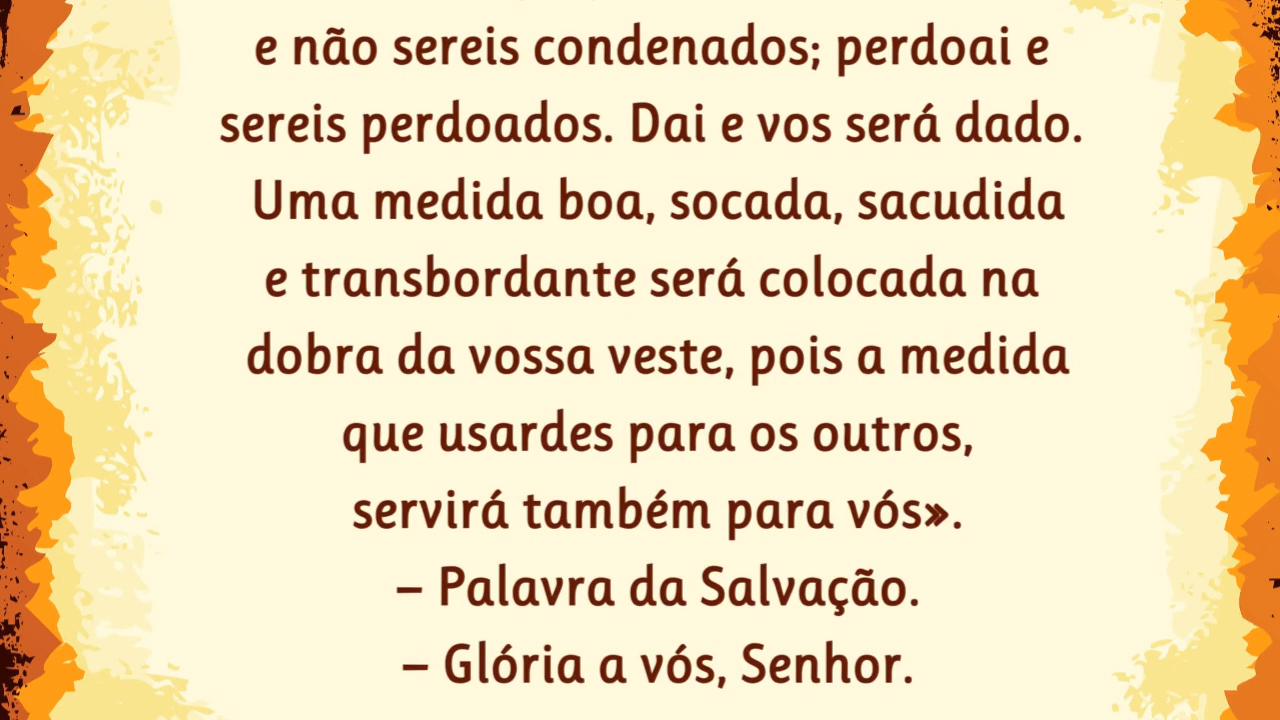 e não sereis condenados; perdoai e
sereis perdoados. Dai e vos será dado.
Uma medida boa, socada, sacudida
e transbordante será colocada na
dobra da vossa veste, pois a medida
que usardes para os outros,
servirá também para vós».
– Palavra da Salvação.
– Glória a vós, Senhor.